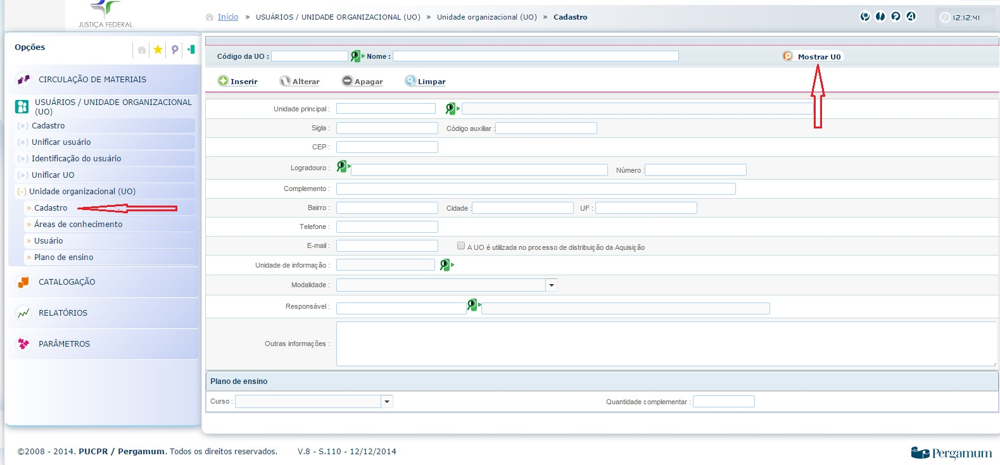 JUSTIÇA FEDERAL
Início » USUÁRIOS / UNIDADE ORGANIZACIONAL (UO) » Unidade organizacional (UO) » Cadastro
12:12:41
Opções
CIRCULAÇÃO DE MATERIAIS
USUÁRIOS / UNIDADE ORGANIZACIONAL
(UO)
(») Cadastro
(») Unificar usuário
(») Identificação do usuário
(») Unificar UO
(-) Unidade organizacional (UO)
» Cadastro
» Áreas de conhecimento
» Usuário
» Plano de ensino
CATALOGAÇÃO
RELATÓRIOS
PARÂMETROS
Código da UO : Nome : Mostrar UO
Inserir Alterar Apagar Limpar
Unidade principal :
Sigla : Código auxiliar :
CEP :
Logradouro : Número :
Complemento :
Bairro : Cidade : UF :
Telefone :
E-mail : A UO é utilizada no processo de distribuição da Aquisição
Unidade de informação :
Modalidade :
Responsável :
Outras informações :
Plano de ensino
Curso : Quantidade complementar :
©2008 - 2014. PUCPR / Pergamum. Todos os direitos reservados. V.8 - S.110 - 12/12/2014
Pergamum